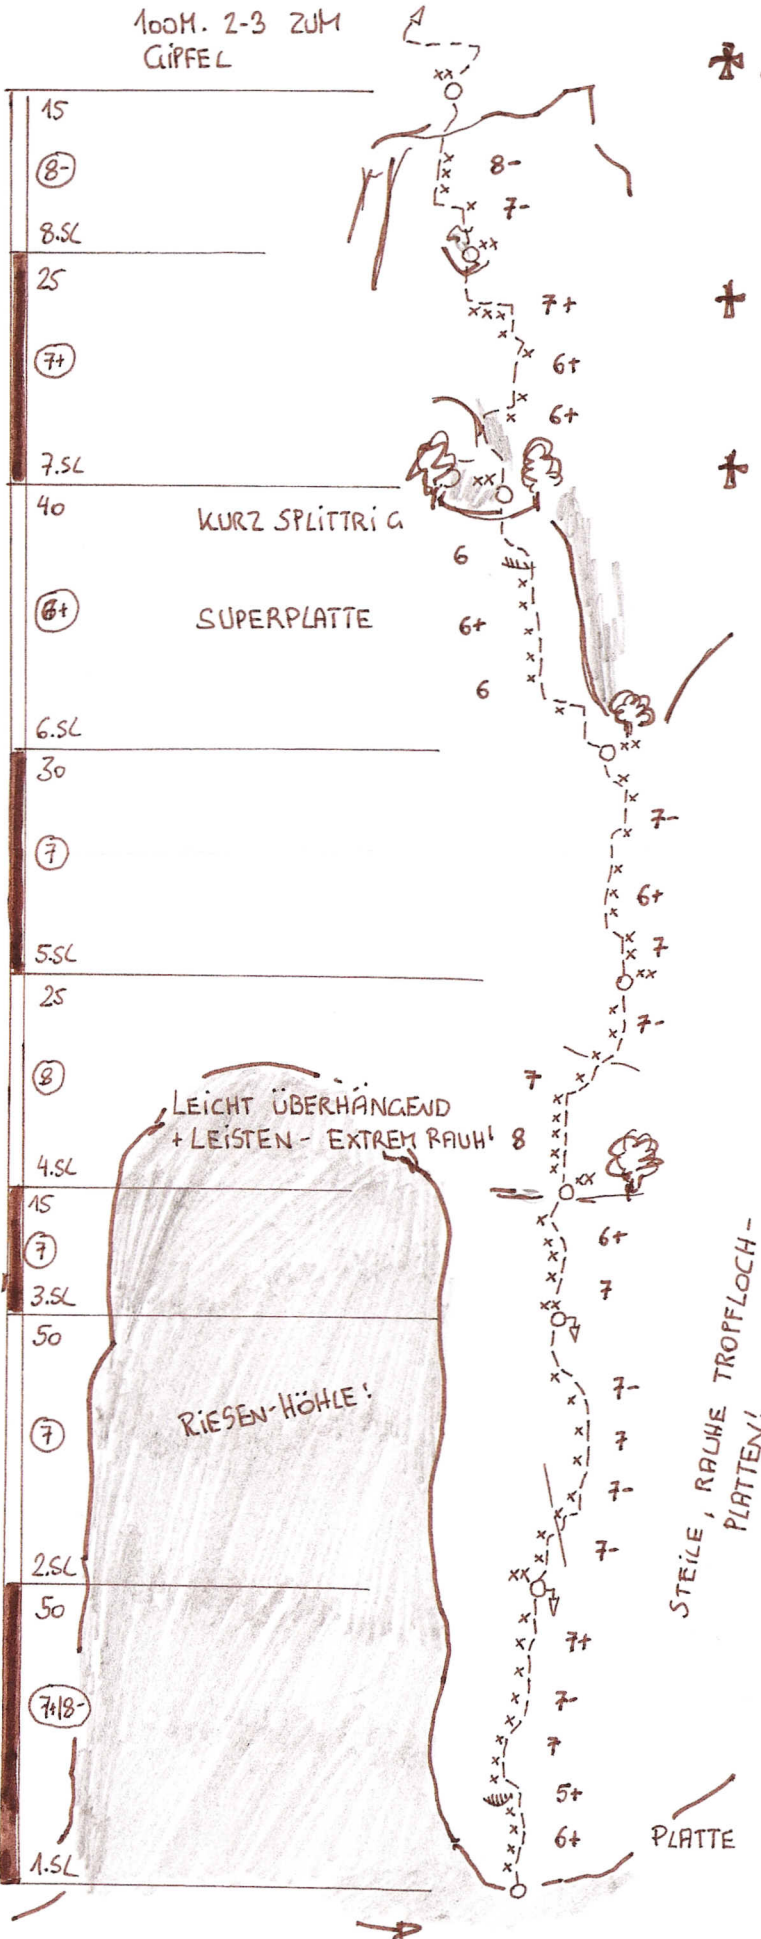 100M. 2-3 ZUM
GIPFEL
15
8-
8-
7-
8.SL
25
7+
7+
6+
6+
7.SL
40
KURZ SPLITTRIG
6
6+
SUPERPLATTE
6+
6
6.SL
30
7-
7
6+
7
5.SL
25
7-
8
7
LEICHT ÜBERHÄNGEND
+ LEISTEN - EXTREM RAUH! 8
4.SL
15
6+
7
7
3.SL
50
7-
RIESEN-HÖHLE!
7
7
7-
7-
STEILE, RAUHE TROPFLOCH-
PLATTEN!
2.SL
50
7+
7-
7+/8-
7
5+
6+
PLATTE
1.SL